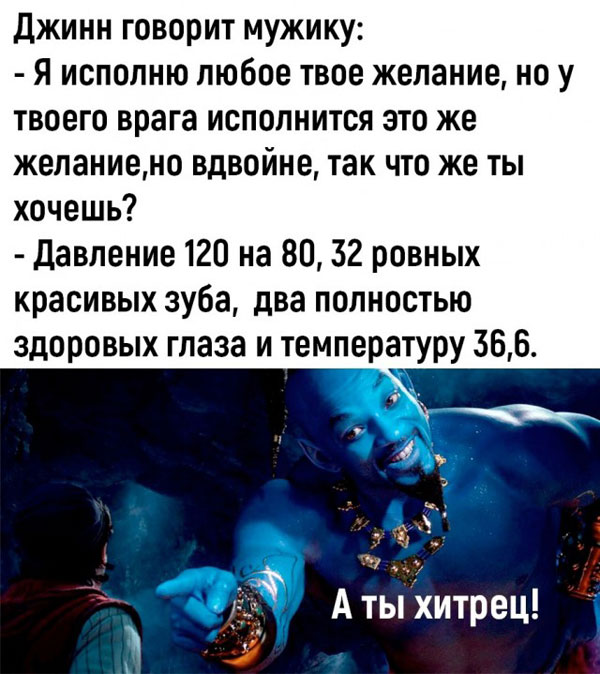 Джинн говорит мужику:
- Я исполню любое твое желание, но у
твоего врага исполнится это же
желание,но вдвойне, так что же ты
хочешь?
- Давление 120 на 80, 32 ровных
красивых зуба, два полностью
здоровых глаза и температуру 36,6.
А ты хитрец!